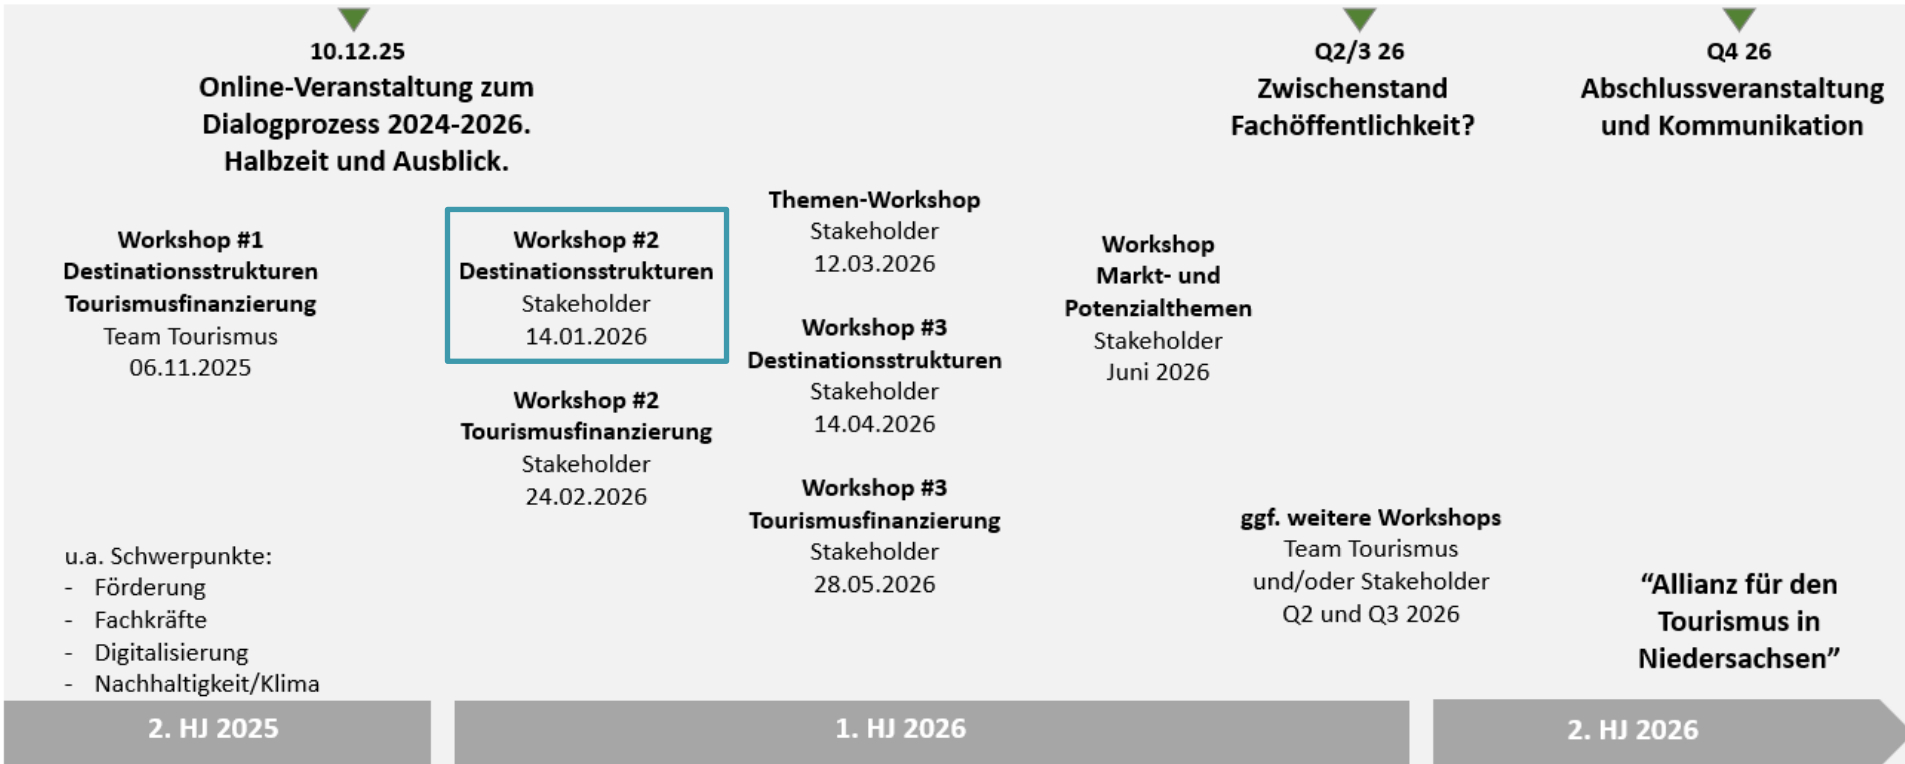 10.12.25
Online-Veranstaltung zum
Dialogprozess 2024-2026.
Halbzeit und Ausblick.
Q2/3 26
Zwischenstand
Fachöffentlichkeit?
Q4 26
Abschlussveranstaltung
und Kommunikation
Workshop #1
Destinationsstrukturen
Tourismusfinanzierung
Team Tourismus
06.11.2025
Workshop #2
Destinationsstrukturen
Stakeholder
14.01.2026
Workshop #2
Tourismusfinanzierung
Stakeholder
24.02.2026
Themen-Workshop
Stakeholder
12.03.2026
Workshop #3
Destinationsstrukturen
Stakeholder
14.04.2026
Workshop #3
Tourismusfinanzierung
Stakeholder
28.05.2026
Workshop
Markt- und
Potenzialthemen
Stakeholder
Juni 2026
ggf. weitere Workshops
Team Tourismus
und/oder Stakeholder
Q2 und Q3 2026
“Allianz für den
Tourismus in
Niedersachsen”
u.a. Schwerpunkte:
- Förderung
- Fachkräfte
- Digitalisierung
- Nachhaltigkeit/Klima
2. HJ 2025
1. HJ 2026
2. HJ 2026